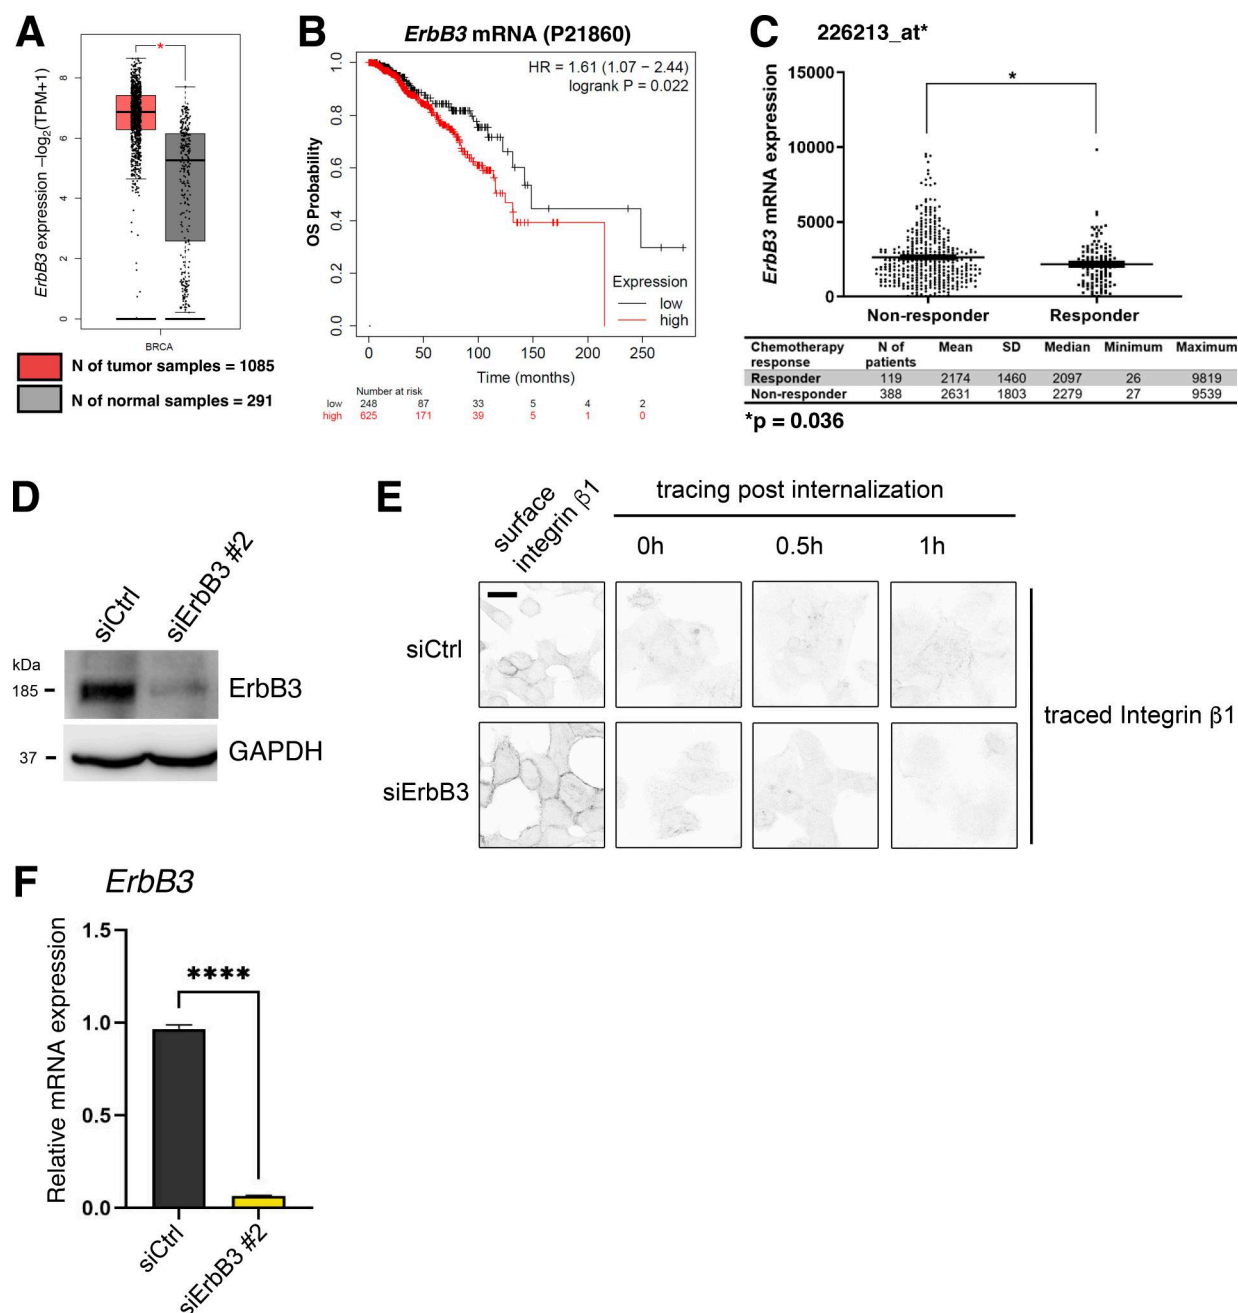 A
*
ErbB3 expression –log2(TPM+1)
8
6
4
2
0
BRCA
N of tumor samples = 1085
N of normal samples = 291
B
ErbB3 mRNA (P21860)
HR = 1.61 (1.07 − 2.44)
logrank P = 0.022
OS Probability
1.0
0.8
0.6
0.4
0.2
0.0
Expression
low
high
0 50 100 150 200 250
Time (months)
Number at risk
low 248 87 33 5 4 2
high 625 171 39 5 1 0
C
226213_at*
*
ErbB3 mRNA expression
15000
10000
5000
0
Non-responder Responder
Chemotherapy response N of patients Mean SD Median Minimum Maximum
Responder 119 2174 1460 2097 26 9819
Non-responder 388 2631 1803 2279 27 9539
*p = 0.036
D
siCtrl
siErbB3 #2
kDa
185
ErbB3
37
GAPDH
E
surface integrin β1
tracing post internalization
0h 0.5h 1h
siCtrl
siErbB3
traced Integrin β1
F
ErbB3
Relative mRNA expression
1.5
1.0
0.5
0.0
****
siCtrl
siErbB3 #2